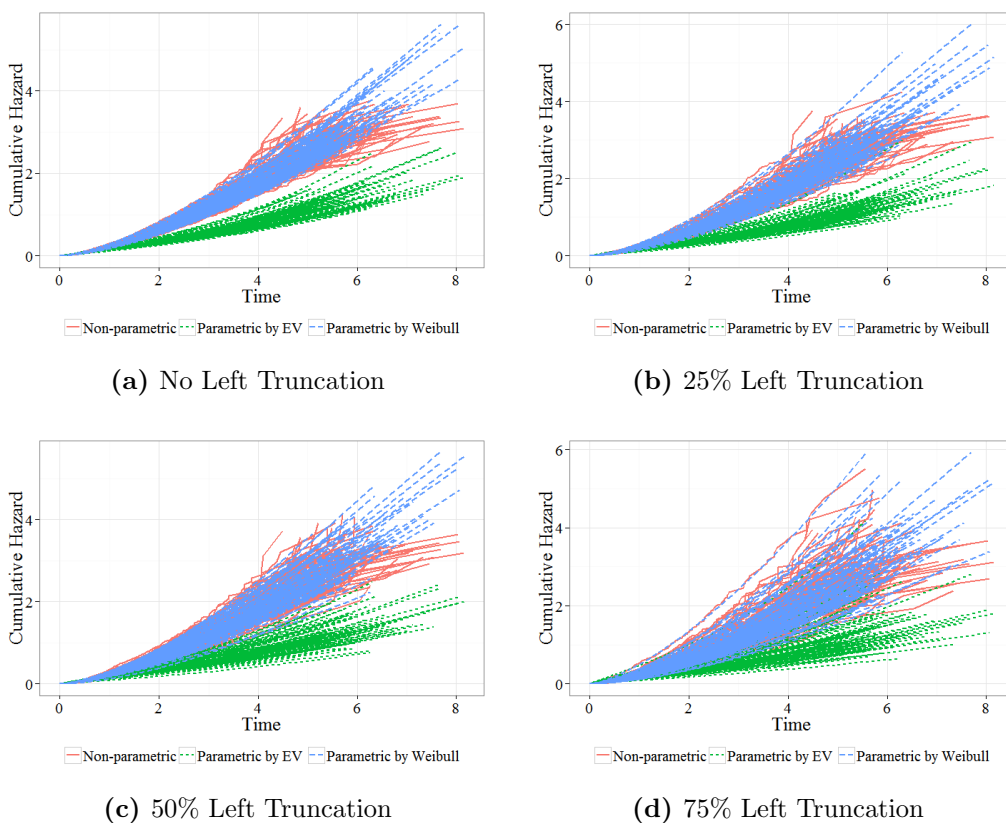 Cumulative Hazard
4
2
0
0 2 4 6 8
Time
Non-parametric Parametric by EV Parametric by Weibull
(a) No Left Truncation
Cumulative Hazard
6
4
2
0
0 2 4 6 8
Time
Non-parametric Parametric by EV Parametric by Weibull
(b) 25% Left Truncation
Cumulative Hazard
4
2
0
0 2 4 6 8
Time
Non-parametric Parametric by EV Parametric by Weibull
(c) 50% Left Truncation
Cumulative Hazard
6
4
2
0
0 2 4 6 8
Time
Non-parametric Parametric by EV Parametric by Weibull
(d) 75% Left Truncation